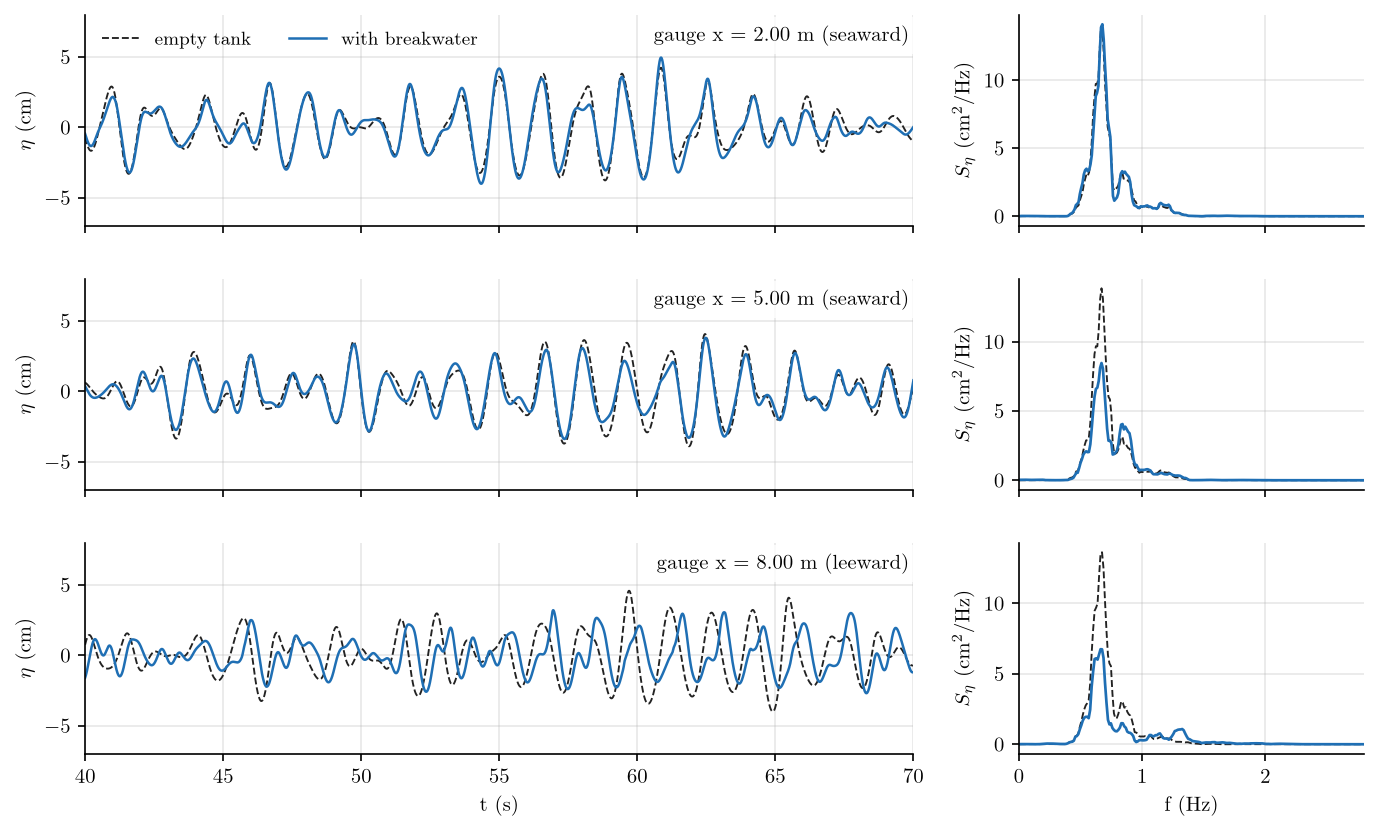 empty tank
with breakwater
gauge x = 2.00 m (seaward)
η (cm)
5
0
−5
S_η (cm²/Hz)
10
5
0
gauge x = 5.00 m (seaward)
η (cm)
5
0
−5
S_η (cm²/Hz)
10
5
0
gauge x = 8.00 m (leeward)
η (cm)
5
0
−5
40 45 50 55 60 65 70
t (s)
S_η (cm²/Hz)
10
5
0
0 1 2
f (Hz)